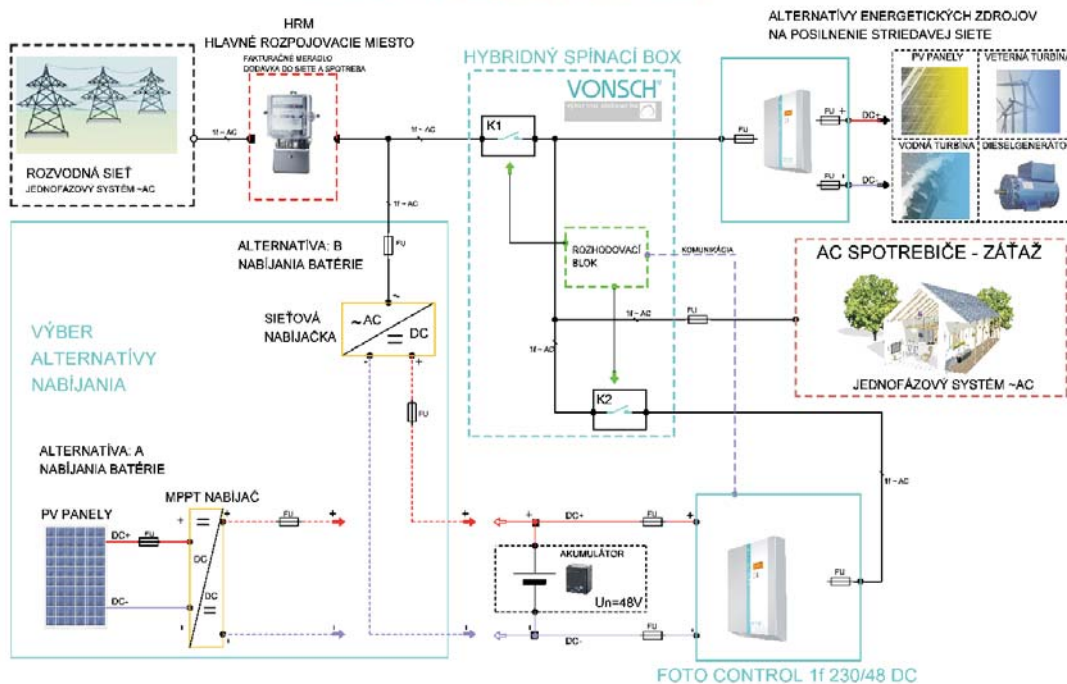 HRM
HLAVNÉ ROZPOJOVACIE MIESTO
FAKTURAČNÉ MERADLO
DODÁVKA DO SIETE A SPOTREBA
ROZVODNÁ SIEŤ
JEDNOFÁZOVÝ SYSTÉM ~AC
1f ~ AC
1f ~ AC
1f ~ AC
HYBRIDNÝ SPÍNACÍ BOX
VONSCH®
K1
ROZHODOVACÍ
BLOK
KOMUNIKÁCIA
1f ~ AC
1f ~ AC
K2
FU
ALTERNATÍVY ENERGETICKÝCH ZDROJOV
NA POSILNENIE STRIEDAVEJ SIETE
FU
FU
+
DC+
FU
DC-
PV PANELY
VETERNÁ TURBÍNA
VODNÁ TURBÍNA
DIESELGENERÁTOR
AC SPOTREBIČE - ZÁŤAŽ
JEDNOFÁZOVÝ SYSTÉM ~AC
VÝBER
ALTERNATÍVY
NABÍJANIA
ALTERNATÍVA: B
NABÍJANIA BATÉRIE
FU
SIEŤOVÁ
NABÍJAČKA
~AC
DC
-
+
FU
ALTERNATÍVA: A
NABÍJANIA BATÉRIE
MPPT NABÍJAČ
PV PANELY
DC+
FU
DC-
+
DC
DC
+
FU
+
+
+
DC+
FU
+
AKUMULÁTOR
Un=48V
DC-
FU
FU
1f ~ AC
FOTO CONTROL 1f 230/48 DC